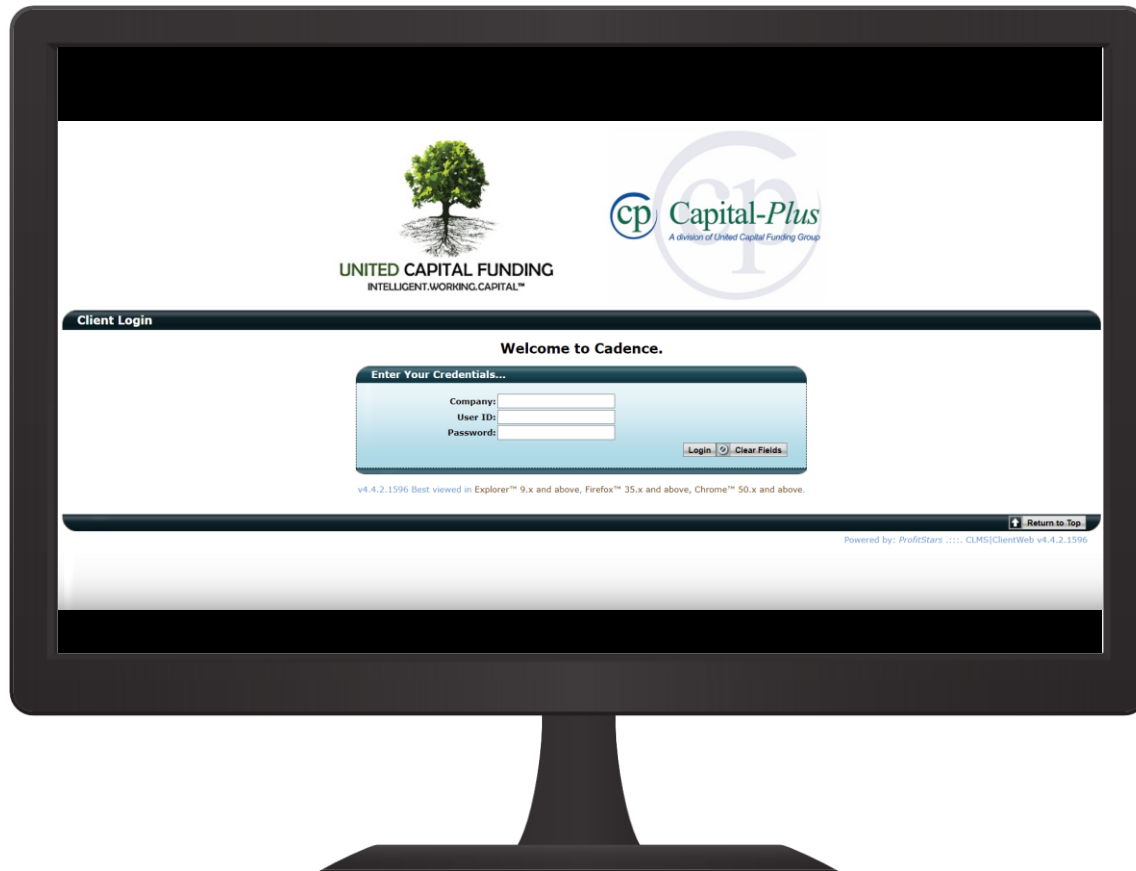 UNITED CAPITAL FUNDING
INTELLIGENT.WORKING.CAPITAL™
cp
cp Capital-Plus
A division of United Capital Funding Group
Client Login
Welcome to Cadence.
Enter Your Credentials...
Company:
User ID:
Password:
Login Clear Fields
v4.4.2.1596 Best viewed in Explorer™ 9.x and above, Firefox™ 35.x and above, Chrome™ 50.x and above.
Return to Top
Powered by: ProfitStars .:::. CLMS|ClientWeb v4.4.2.1596